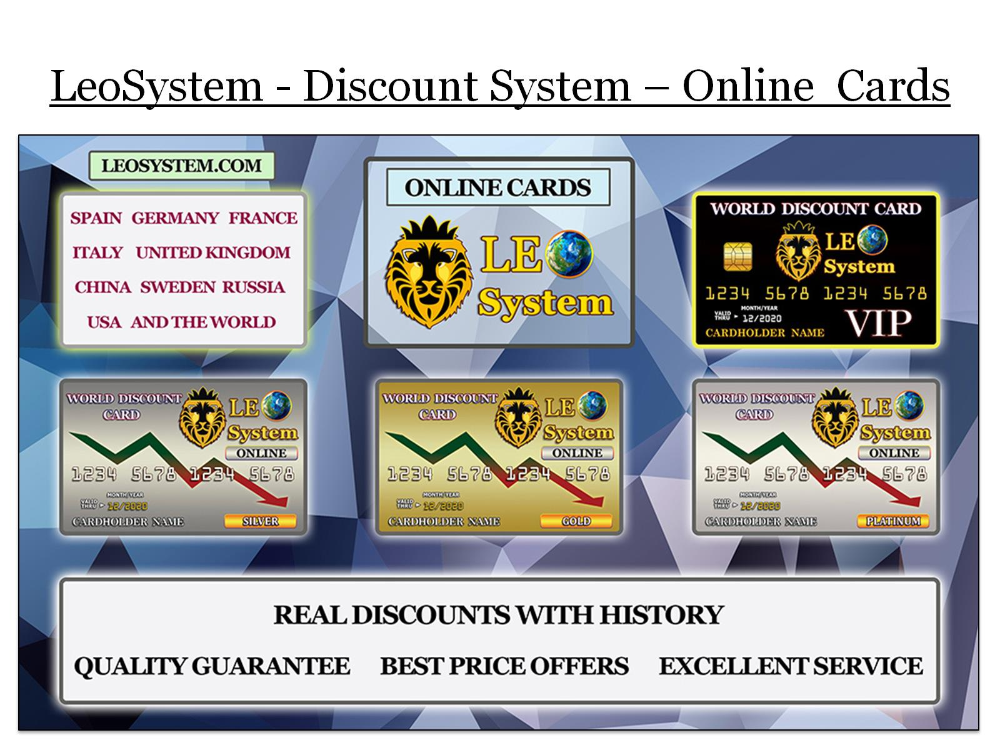 LeoSystem - Discount System – Online  Cards
LEOSYSTEM.COM
SPAIN GERMANY FRANCE
ITALY UNITED KINGDOM
CHINA SWEDEN RUSSIA
USA AND THE WORLD
ONLINE CARDS
LEO
System
WORLD DISCOUNT CARD
LEO
System
1234 5678 1234 5678
MONTH/YEAR
VALID
THRU 12/2020
CARDHOLDER NAME
VIP
WORLD DISCOUNT
CARD
LEO
System
ONLINE
1234 5678 1234 5678
MONTH/YEAR
VALID
THRU 12/2020
CARDHOLDER NAME
SILVER
WORLD DISCOUNT
CARD
LEO
System
ONLINE
1234 5678 1234 5678
MONTH/YEAR
VALID
THRU 12/2020
CARDHOLDER NAME
GOLD
WORLD DISCOUNT
CARD
LEO
System
ONLINE
1234 5678 1234 5678
MONTH/YEAR
VALID
THRU 12/2020
CARDHOLDER NAME
PLATINUM
REAL DISCOUNTS WITH HISTORY
QUALITY GUARANTEE BEST PRICE OFFERS EXCELLENT SERVICE